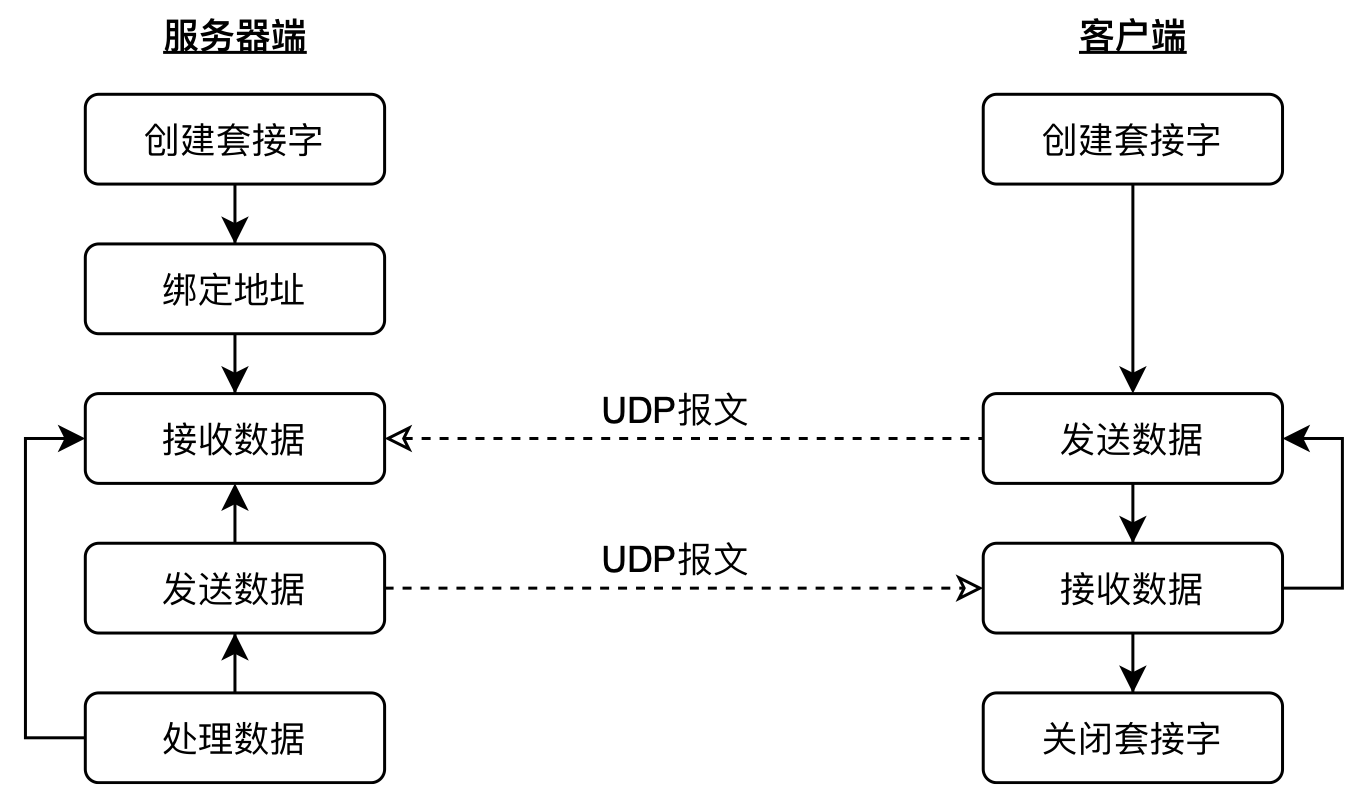 服务器端
客户端
创建套接字
创建套接字
绑定地址
UDP报文
接收数据
发送数据
UDP报文
发送数据
接收数据
处理数据
关闭套接字